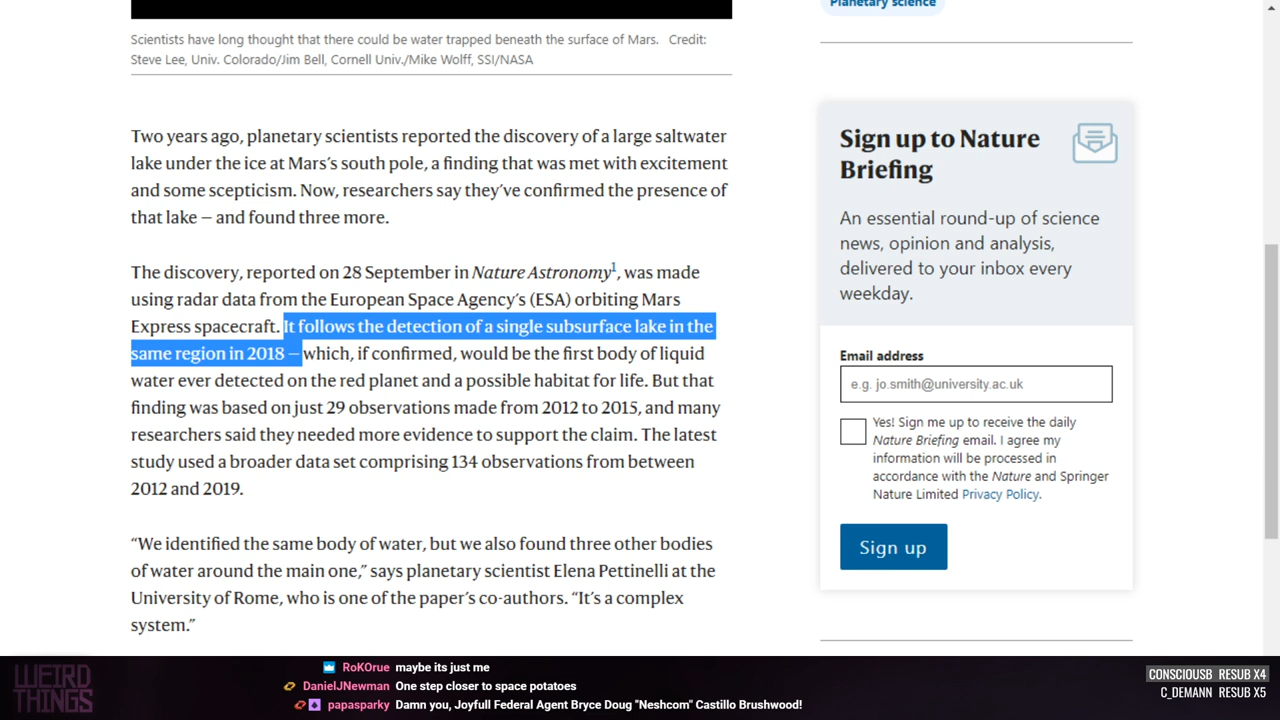 Planetary science
Scientists have long thought that there could be water trapped beneath the surface of Mars. Credit:
Steve Lee, Univ. Colorado/Jim Bell, Cornell Univ./Mike Wolff, SSI/NASA
Two years ago, planetary scientists reported the discovery of a large saltwater
lake under the ice at Mars’s south pole, a finding that was met with excitement
and some scepticism. Now, researchers say they’ve confirmed the presence of
that lake — and found three more.
The discovery, reported on 28 September in Nature Astronomy1, was made
using radar data from the European Space Agency’s (ESA) orbiting Mars
Express spacecraft. It follows the detection of a single subsurface lake in the
same region in 2018 — which, if confirmed, would be the first body of liquid
water ever detected on the red planet and a possible habitat for life. But that
finding was based on just 29 observations made from 2012 to 2015, and many
researchers said they needed more evidence to support the claim. The latest
study used a broader data set comprising 134 observations from between
2012 and 2019.
“We identified the same body of water, but we also found three other bodies
of water around the main one,” says planetary scientist Elena Pettinelli at the
University of Rome, who is one of the paper’s co-authors. “It’s a complex
system.”
Sign up to Nature
Briefing
An essential round-up of science
news, opinion and analysis,
delivered to your inbox every
weekday.
Email address
e.g. jo.smith@university.ac.uk
Yes! Sign me up to receive the daily
Nature Briefing email. I agree my
information will be processed in
accordance with the Nature and Springer
Nature Limited Privacy Policy.
Sign up
WEIRD
THINGS
RoKOrue maybe its just me
DanielJNewman One step closer to space potatoes
papasparky Damn you, Joyfull Federal Agent Bryce Doug "Neshcom" Castillo Brushwood!
CONSCIOUSB RESUB X4
C_DEMANN RESUB X5